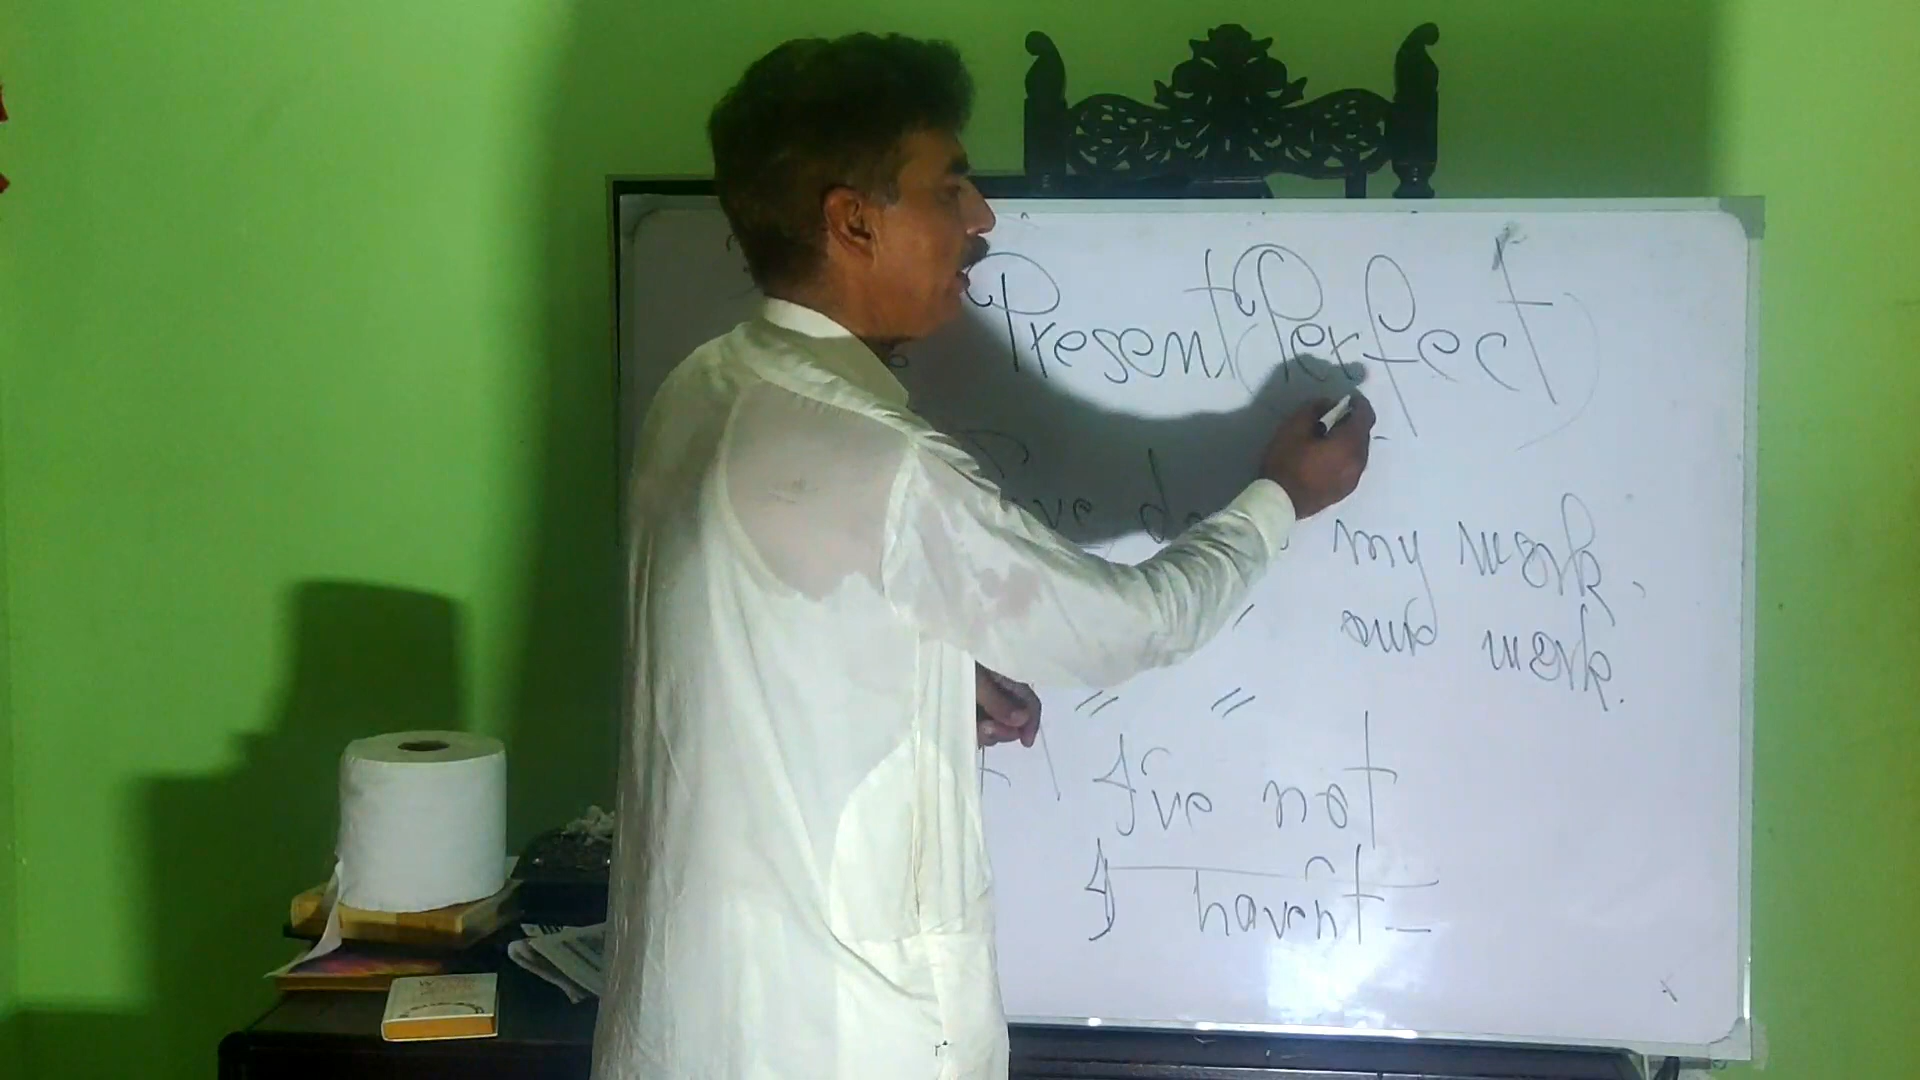 Present Perfect
my work.
" our work.
" "
I've not
I haven't